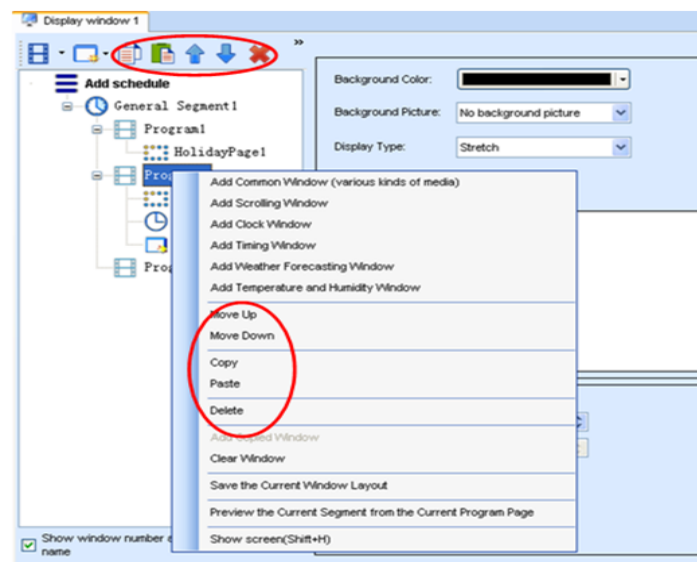 Display window 1
»
Add schedule
General Segment1
Program1
HolidayPage1
Background Color:
Background Picture:
No background picture
Display Type:
Stretch
Add Common Window (various kinds of media)
Add Scrolling Window
Add Clock Window
Add Timing Window
Add Weather Forecasting Window
Add Temperature and Humidity Window
Move Up
Move Down
Copy
Paste
Delete
Add Copied Window
Clear Window
Save the Current Window Layout
Preview the Current Segment from the Current Program Page
Show screen(Shift+H)
Show window number
name